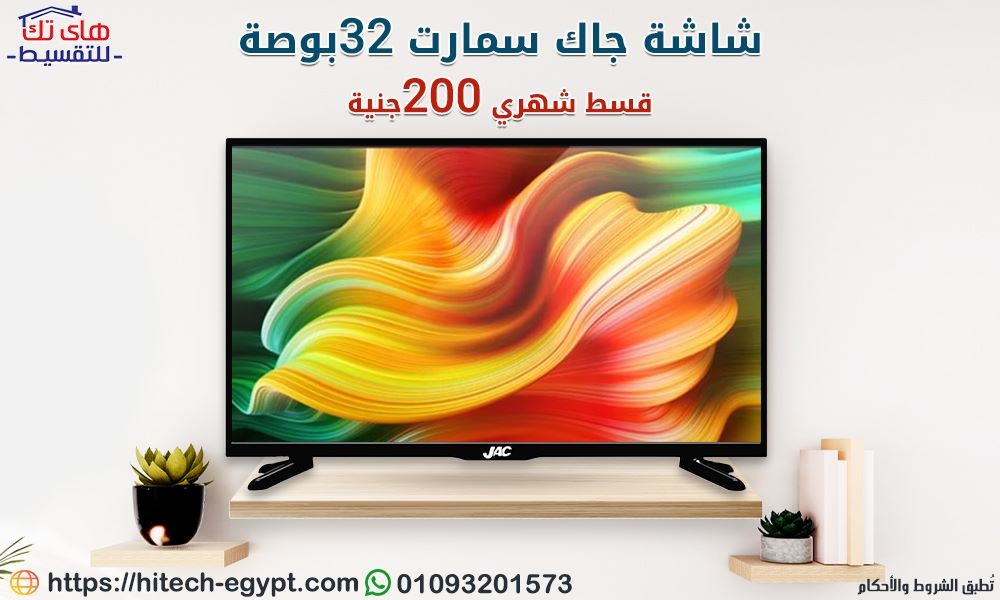 هاى تك
-للتقسيط-
شاشة جاك سمارت 32بوصة
قسط شهري 200جنية
JAC
https://hitech-egypt.com 01093201573
تُطبق الشروط والأحكام